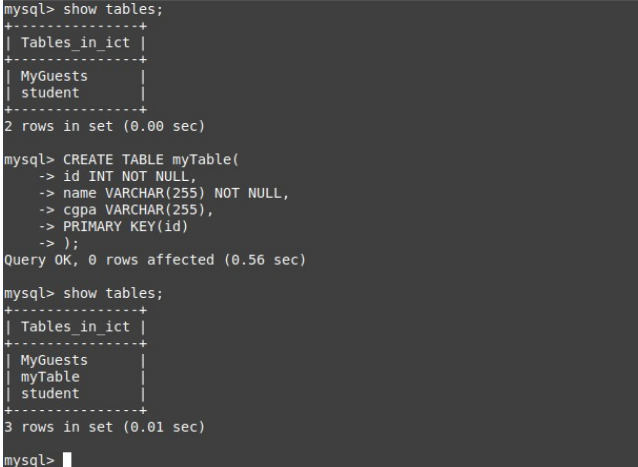 mysql> show tables;
+---------------+
| Tables_in_ict |
+---------------+
| MyGuests      |
| student       |
+---------------+
2 rows in set (0.00 sec)
mysql> CREATE TABLE myTable(
    -> id INT NOT NULL,
    -> name VARCHAR(255) NOT NULL,
    -> cgpa VARCHAR(255),
    -> PRIMARY KEY(id)
    -> );
Query OK, 0 rows affected (0.56 sec)
mysql> show tables;
+---------------+
| Tables_in_ict |
+---------------+
| MyGuests      |
| myTable       |
| student       |
+---------------+
3 rows in set (0.01 sec)
mysql>